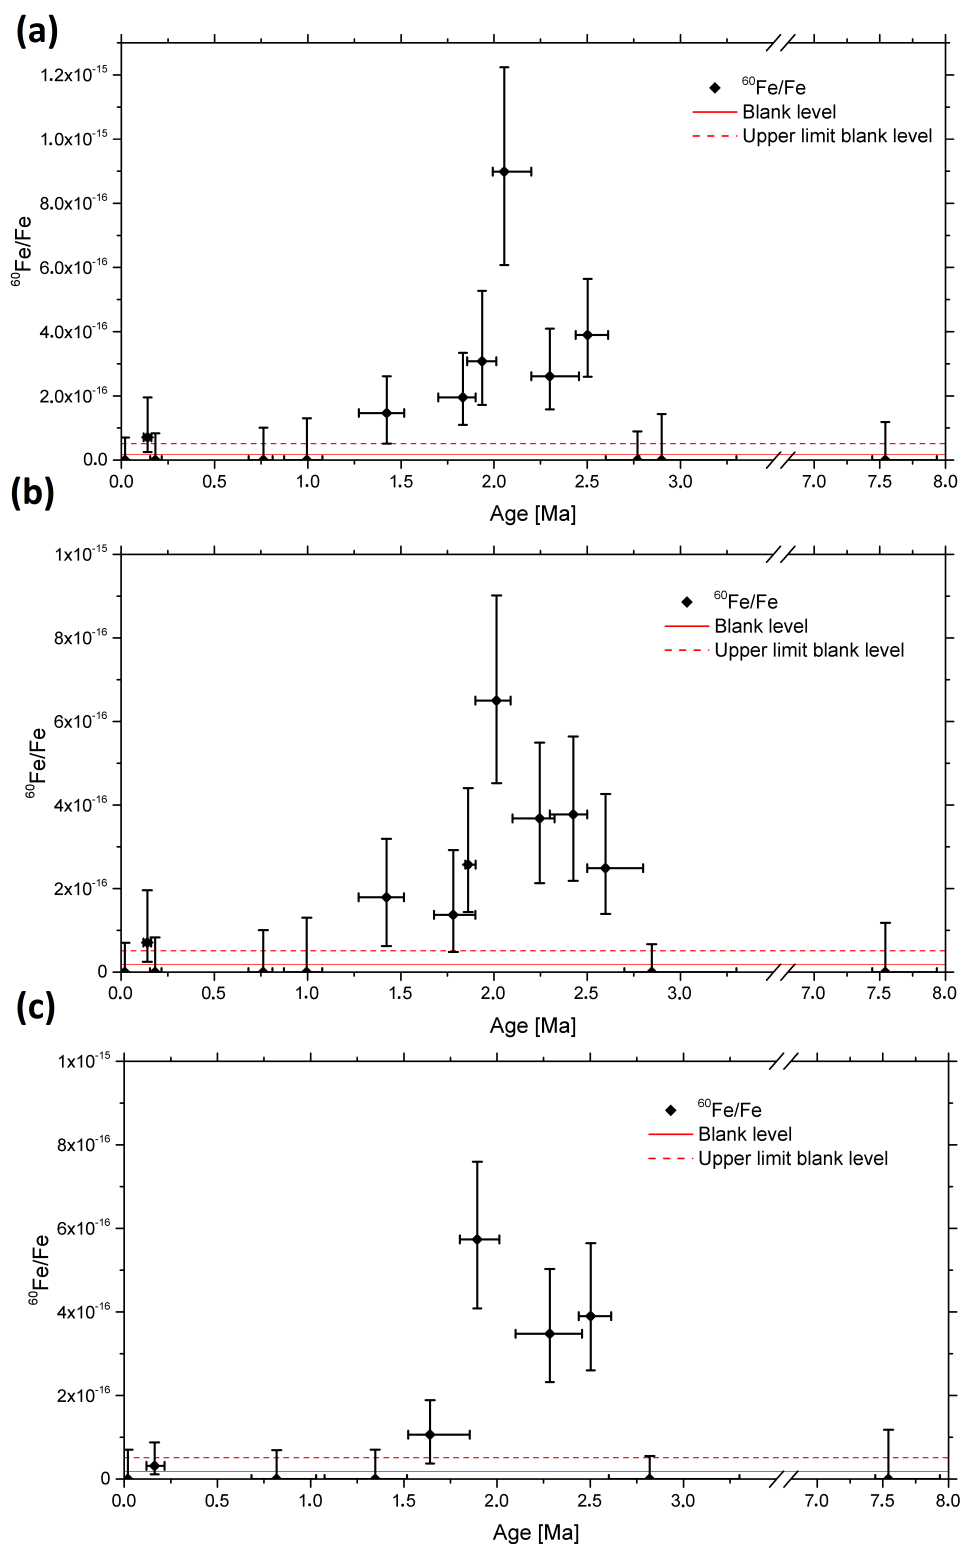 (a)
1.2x10⁻¹⁵
1.0x10⁻¹⁵
8.0x10⁻¹⁶
6.0x10⁻¹⁶
4.0x10⁻¹⁶
2.0x10⁻¹⁶
0.0
⁶⁰Fe/Fe
⁶⁰Fe/Fe
Blank level
Upper limit blank level
0.0 0.5 1.0 1.5 2.0 2.5 3.0 7.0 7.5 8.0
Age [Ma]
(b)
1x10⁻¹⁵
8x10⁻¹⁶
6x10⁻¹⁶
4x10⁻¹⁶
2x10⁻¹⁶
0
⁶⁰Fe/Fe
⁶⁰Fe/Fe
Blank level
Upper limit blank level
0.0 0.5 1.0 1.5 2.0 2.5 3.0 7.0 7.5 8.0
Age [Ma]
(c)
1x10⁻¹⁵
8x10⁻¹⁶
6x10⁻¹⁶
4x10⁻¹⁶
2x10⁻¹⁶
0
⁶⁰Fe/Fe
⁶⁰Fe/Fe
Blank level
Upper limit blank level
0.0 0.5 1.0 1.5 2.0 2.5 3.0 7.0 7.5 8.0
Age [Ma]